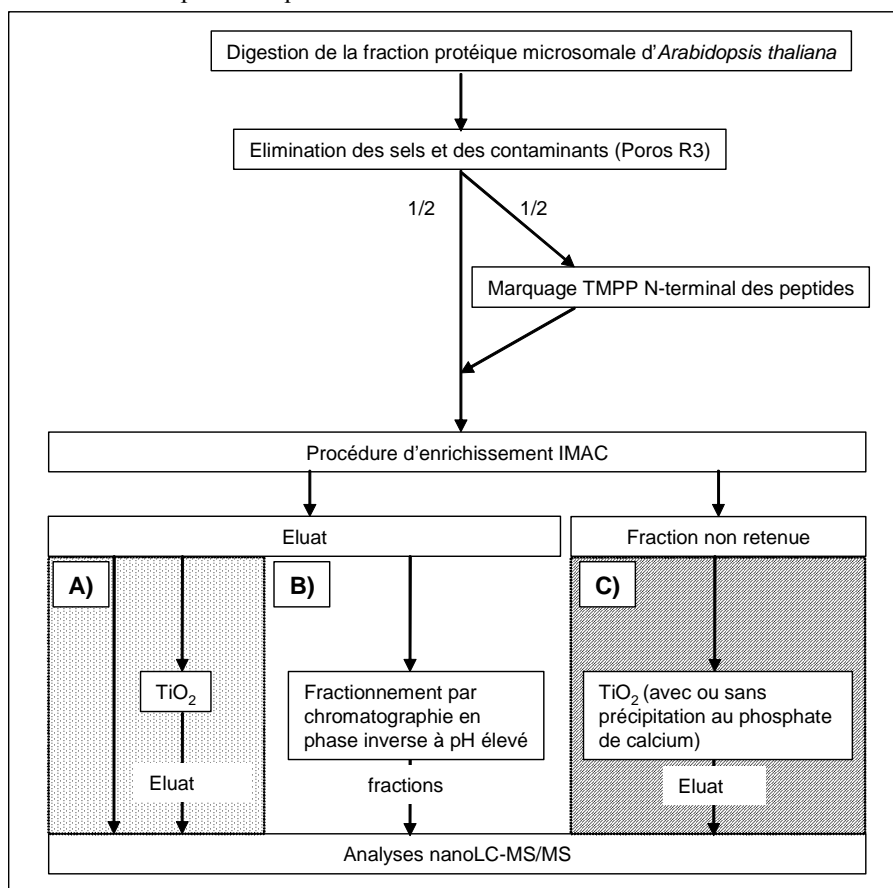 Digestion de la fraction protéique microsomale d'Arabidopsis thaliana
Elimination des sels et des contaminants (Poros R3)
1/2
1/2
Marquage TMPP N-terminal des peptides
Procédure d'enrichissement IMAC
Eluat
Fraction non retenue
A)
B)
C)
TiO2
Fractionnement par
chromatographie en
phase inverse à pH élevé
TiO2 (avec ou sans
précipitation au phosphate
de calcium)
Eluat
fractions
Eluat
Analyses nanoLC-MS/MS